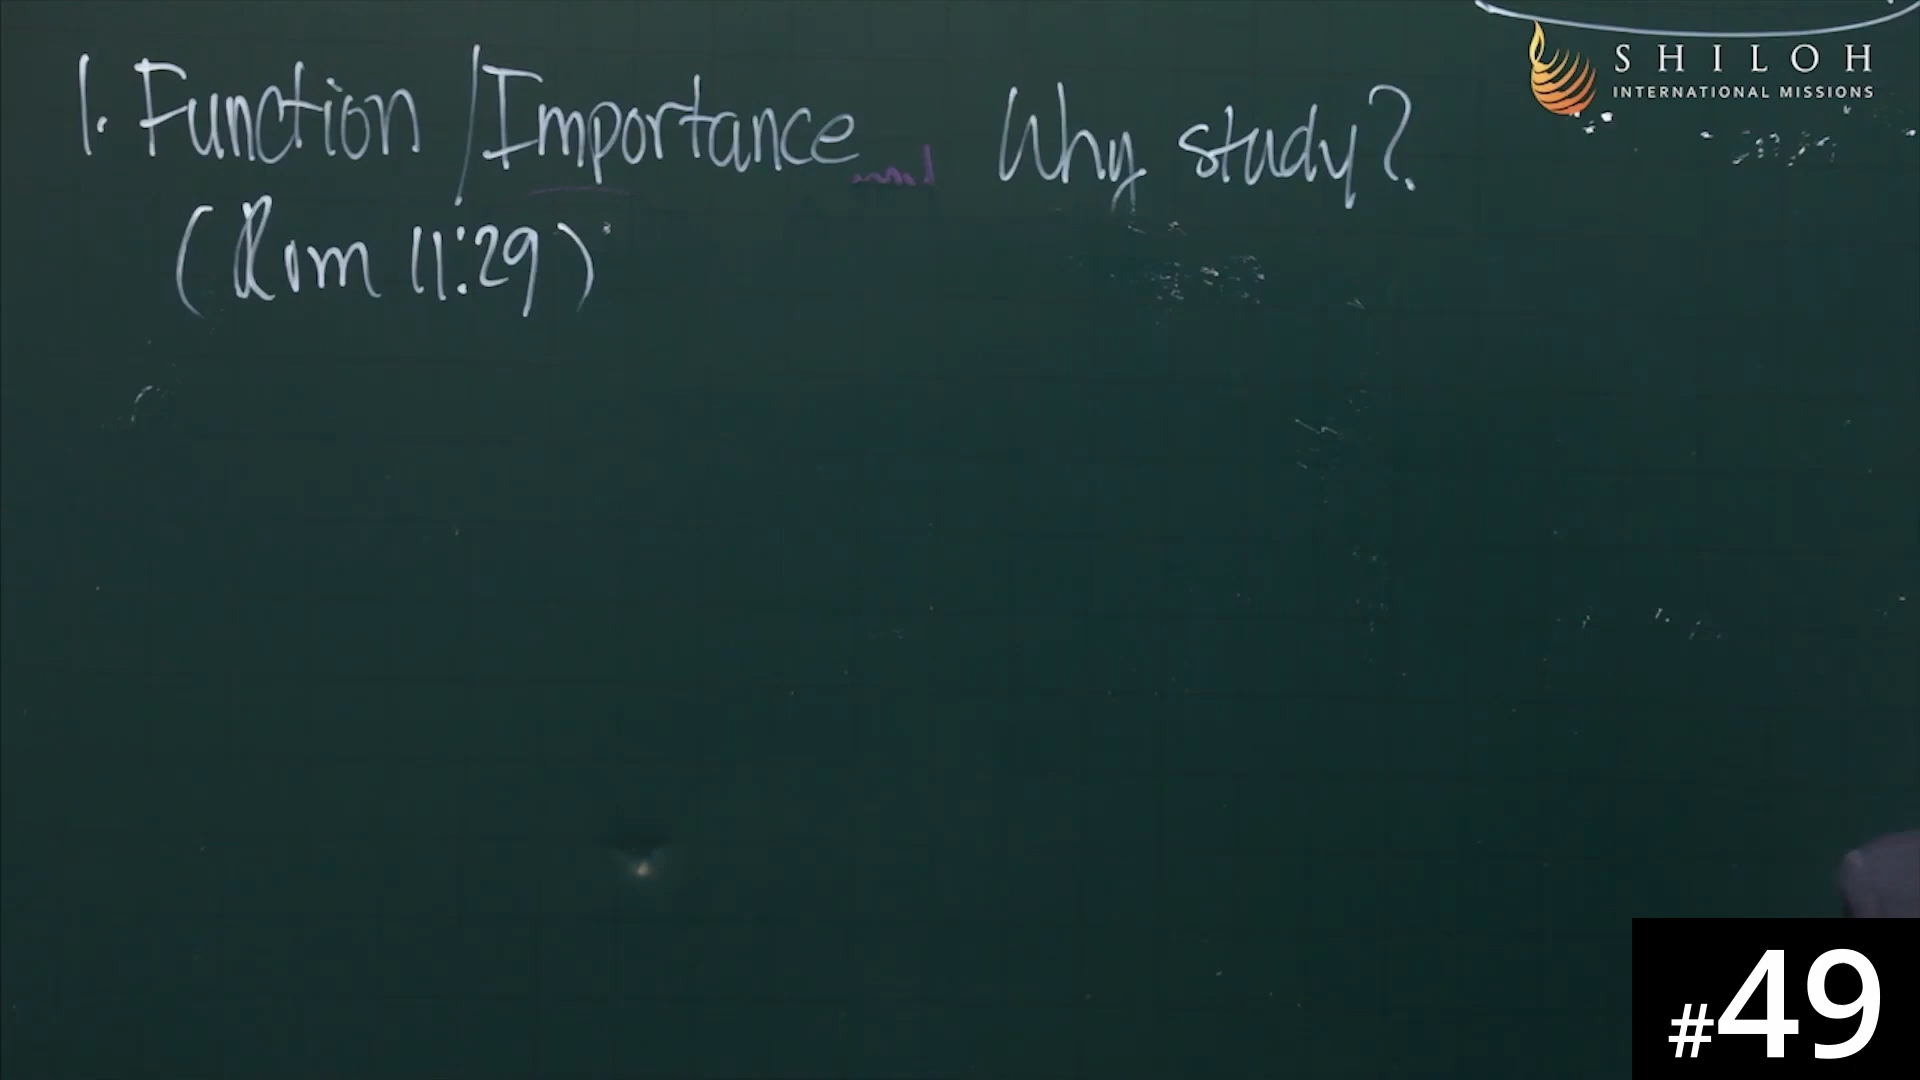 1. Function / Importance Why study?
(Rom 11:29)
SHILOH
INTERNATIONAL MISSIONS
#49